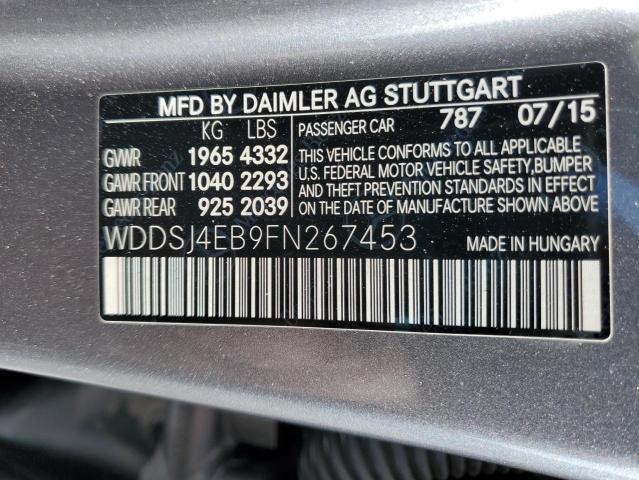 MFD BY DAIMLER AG STUTTGART
KG LBS
GVWR 1965 4332
GAWR FRONT 1040 2293
GAWR REAR 925 2039
PASSENGER CAR 787 07/15
THIS VEHICLE CONFORMS TO ALL APPLICABLE
U.S. FEDERAL MOTOR VEHICLE SAFETY, BUMPER
AND THEFT PREVENTION STANDARDS IN EFFECT
ON THE DATE OF MANUFACTURE SHOWN ABOVE
WDDSJ4EB9FN267453 MADE IN HUNGARY